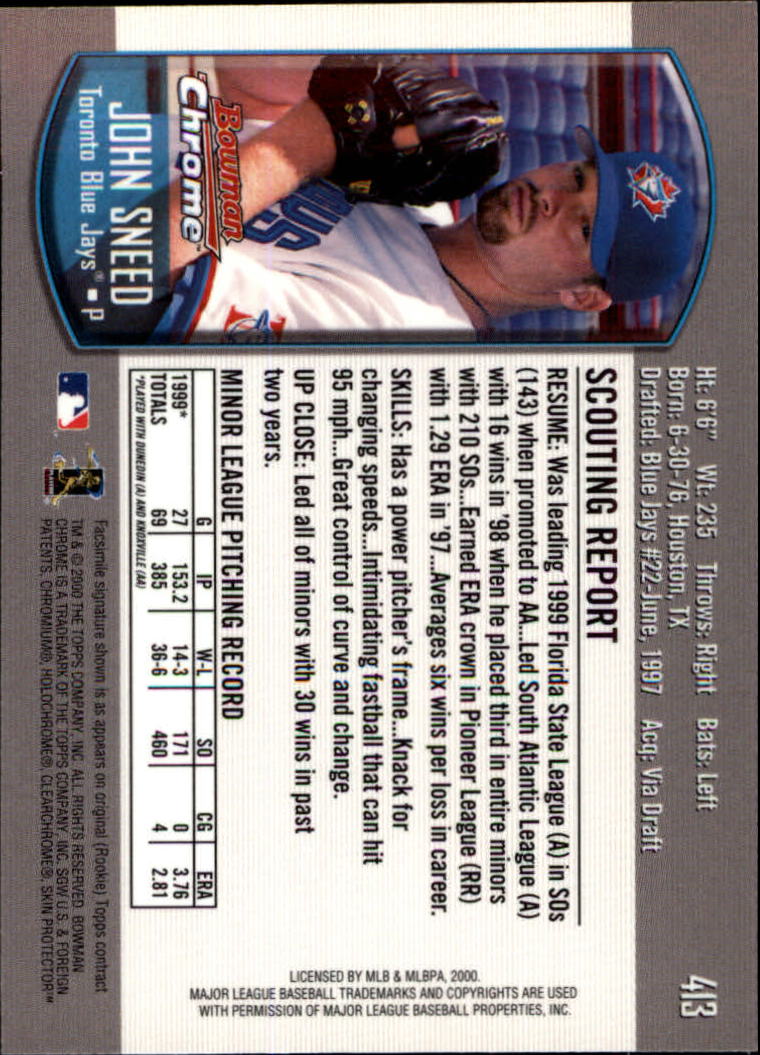 413
Ht: 6'6" Wt: 235 Throws: Right Bats: Left
Born: 6-30-76, Houston, TX
Drafted: Blue Jays #22-June, 1997 Acq: Via Draft
Bowman
Chrome™
JOHN SNEED
Toronto Blue Jays® ■ P
SCOUTING REPORT
RESUME: Was leading 1999 Florida State League (A) in SOs
(143) when promoted to AA...Led South Atlantic League (A)
with 16 wins in '98 when he placed third in entire minors
with 210 SOs...Earned ERA crown in Pioneer League (RR)
with 1.29 ERA in '97...Averages six wins per loss in career.
SKILLS: Has a power pitcher's frame...Knack for
changing speeds...Intimidating fastball that can hit
95 mph...Great control of curve and change.
UP CLOSE: Led all of minors with 30 wins in past
two years.
MINOR LEAGUE PITCHING RECORD
G IP W-L SO CG ERA
1999* 27 153.2 14-3 171 0 3.76
TOTALS 69 385 36-6 460 4 2.81
*PLAYED WITH DUNEDIN (A) AND KNOXVILLE (AA)
Facsimile signature shown is as appears on original (Rookie) Topps contract
TM & © 2000 THE TOPPS COMPANY, INC. ALL RIGHTS RESERVED. BOWMAN
CHROME IS A TRADEMARK OF THE TOPPS COMPANY, INC. SGW U.S. & FOREIGN
PATENTS, CHROMIUM®, HOLOCHROME®, CLEARCHROME®, SKIN PROTECTOR™
LICENSED BY MLB & MLBPA, 2000.
MAJOR LEAGUE BASEBALL TRADEMARKS AND COPYRIGHTS ARE USED
WITH PERMISSION OF MAJOR LEAGUE BASEBALL PROPERTIES, INC.